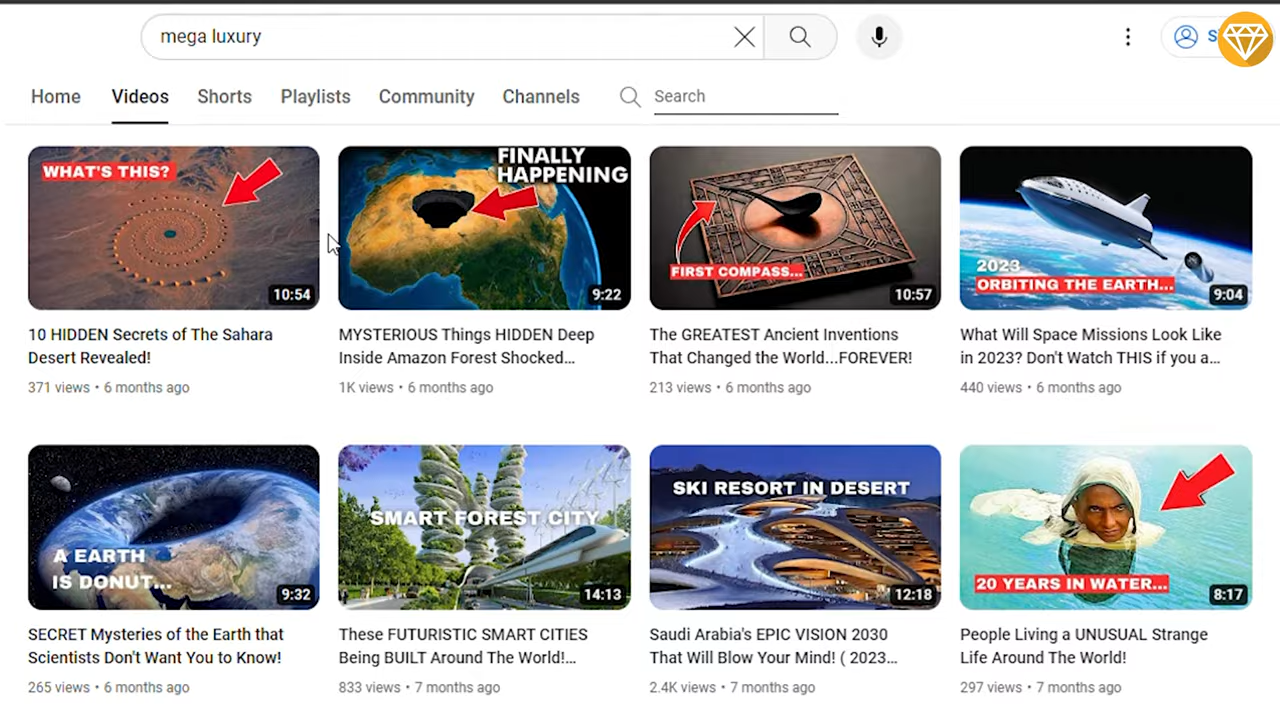 mega luxury
S
Home Videos Shorts Playlists Community Channels Search
WHAT'S THIS?
10:54
FINALLY
HAPPENING
9:22
FIRST COMPASS...
10:57
2023
ORBITING THE EARTH...
9:04
10 HIDDEN Secrets of The Sahara
Desert Revealed!
371 views • 6 months ago
MYSTERIOUS Things HIDDEN Deep
Inside Amazon Forest Shocked...
1K views • 6 months ago
The GREATEST Ancient Inventions
That Changed the World...FOREVER!
213 views • 6 months ago
What Will Space Missions Look Like
in 2023? Don't Watch THIS if you a...
440 views • 6 months ago
A EARTH
IS DONUT...
9:32
SMART FOREST CITY
14:13
SKI RESORT IN DESERT
12:18
20 YEARS IN WATER...
8:17
SECRET Mysteries of the Earth that
Scientists Don't Want You to Know!
265 views • 6 months ago
These FUTURISTIC SMART CITIES
Being BUILT Around The World!...
833 views • 7 months ago
Saudi Arabia's EPIC VISION 2030
That Will Blow Your Mind! ( 2023...
2.4K views • 7 months ago
People Living a UNUSUAL Strange
Life Around The World!
297 views • 7 months ago